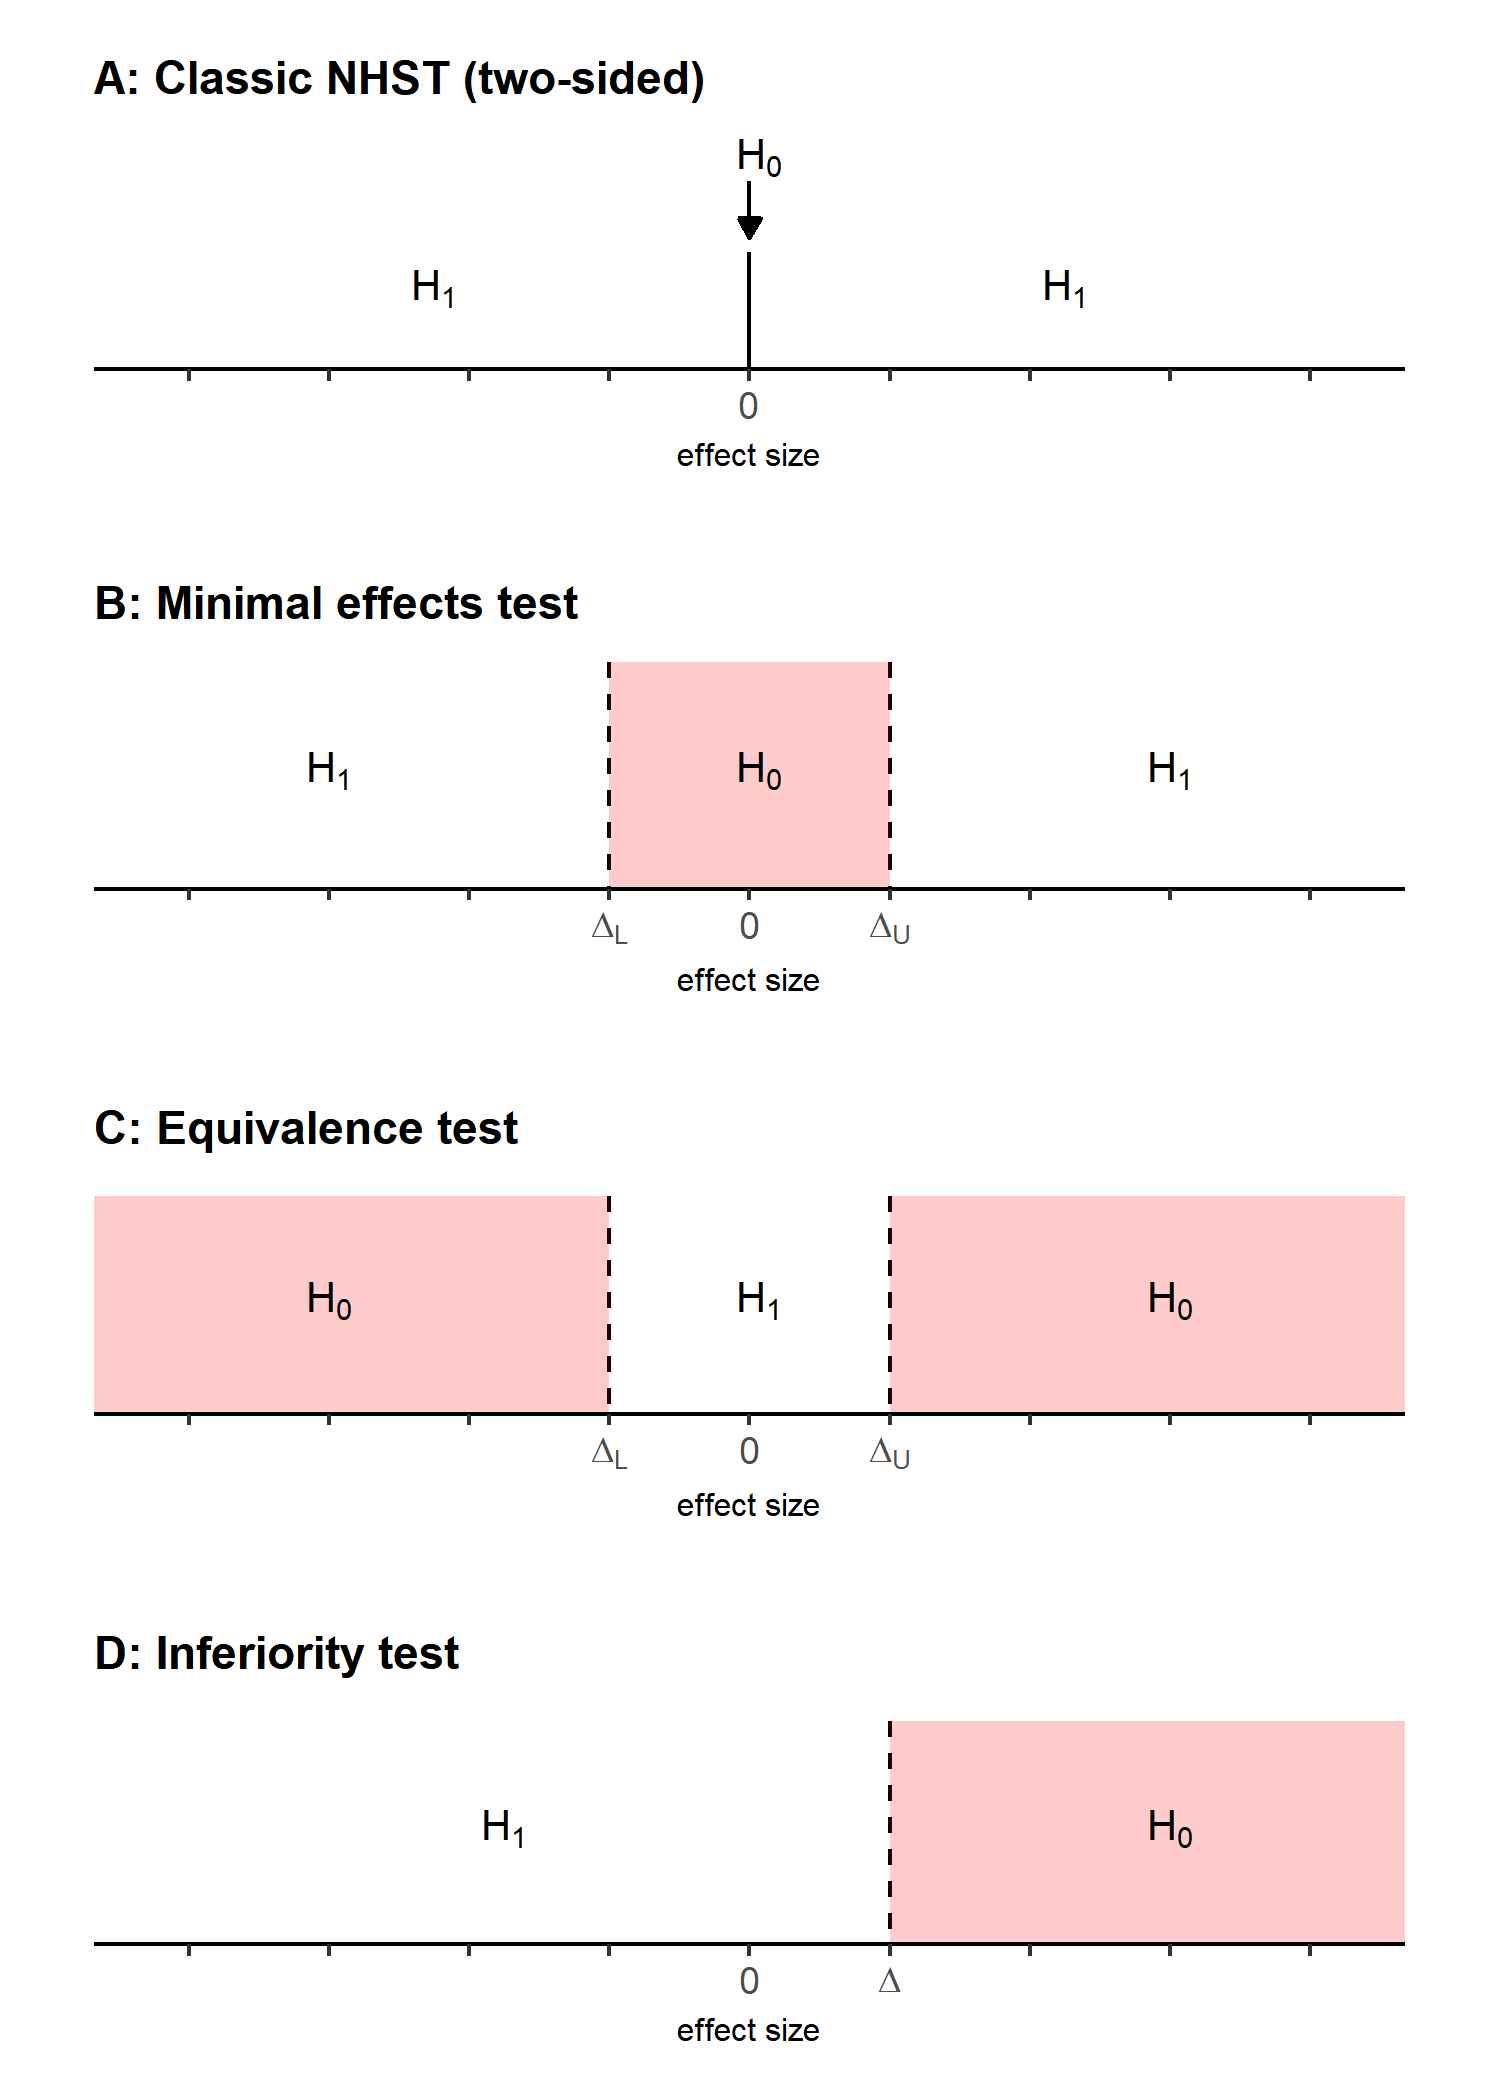 A: Classic NHST (two-sided)
H₀
H₁ H₁
0
effect size
B: Minimal effects test
H₁ H₀ H₁
Δ_L 0 Δ_U
effect size
C: Equivalence test
H₀ H₁ H₀
Δ_L 0 Δ_U
effect size
D: Inferiority test
H₁ H₀
0 Δ
effect size